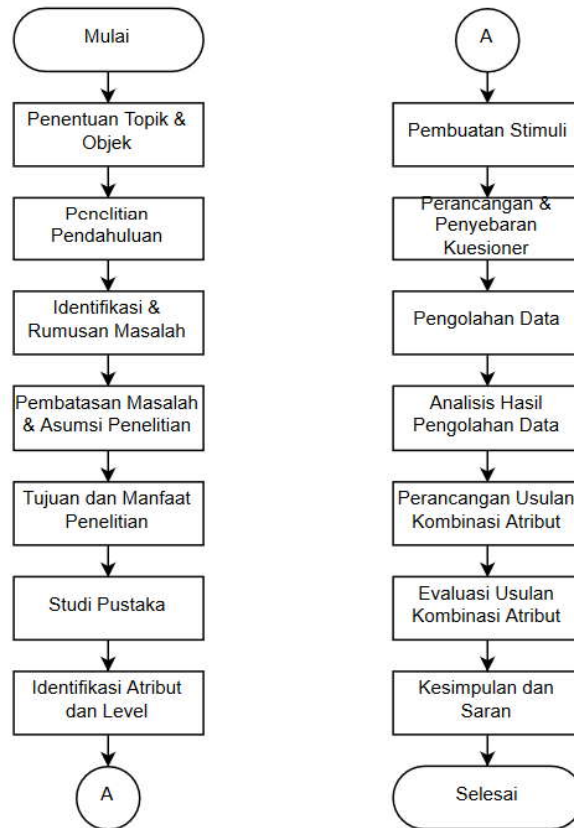 Mulai
Penentuan Topik &
Objek
Penelitian
Pendahuluan
Identifikasi &
Rumusan Masalah
Pembatasan Masalah
& Asumsi Penelitian
Tujuan dan Manfaat
Penelitian
Studi Pustaka
Identifikasi Atribut
dan Level
A
A
Pembuatan Stimuli
Perancangan &
Penyebaran
Kuesioner
Pengolahan Data
Analisis Hasil
Pengolahan Data
Perancangan Usulan
Kombinasi Atribut
Evaluasi Usulan
Kombinasi Atribut
Kesimpulan dan
Saran
Selesai